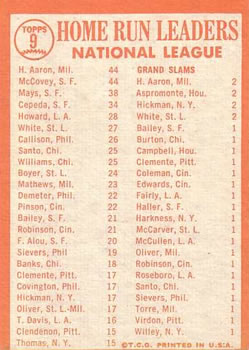 TOPPS
9
HOME RUN LEADERS
NATIONAL LEAGUE
H. Aaron, Mil. 44
McCovey, S. F. 44
Mays, S. F. 38
Cepeda, S. F. 34
Howard, L. A. 28
White, St. L. 27
Callison, Phil. 26
Santo, Chi. 25
Williams, Chi. 25
Boyer, St. L. 24
Mathews, Mil. 23
Demeter, Phil. 22
Pinson, Cin. 22
Bailey, S. F. 21
Robinson, Cin. 21
F. Alou, S. F. 20
Sievers, Phil 19
Banks, Chi. 18
Clemente, Pitt. 17
Covington, Phil. 17
Hickman, N. Y. 17
Oliver, St. L.-Mil. 17
T. Davis, L. A. 16
Clendenon, Pitt. 15
Thomas, N. Y. 15
GRAND SLAMS
H. Aaron, Mil. 2
Aspromonte, Hou. 2
Hickman, N. Y. 2
White, St. L. 2
Bailey, S. F. 1
Burton, Chi. 1
Campbell, Hou. 1
Clemente, Pitt. 1
Coleman, Cin. 1
Edwards, Cin. 1
Fairly, L. A. 1
Haller, S. F. 1
Harkness, N. Y. 1
McCarver, St. L. 1
McCullen, L. A. 1
Oliver, Mil. 1
Robinson, Cin. 1
Roseboro, L. A. 1
Santo, Chi. 1
Sievers, Phil. 1
Torre, Mil. 1
Virdon, Pitt. 1
Willey, N. Y. 1
©T.C.G. PRINTED IN U.S.A.